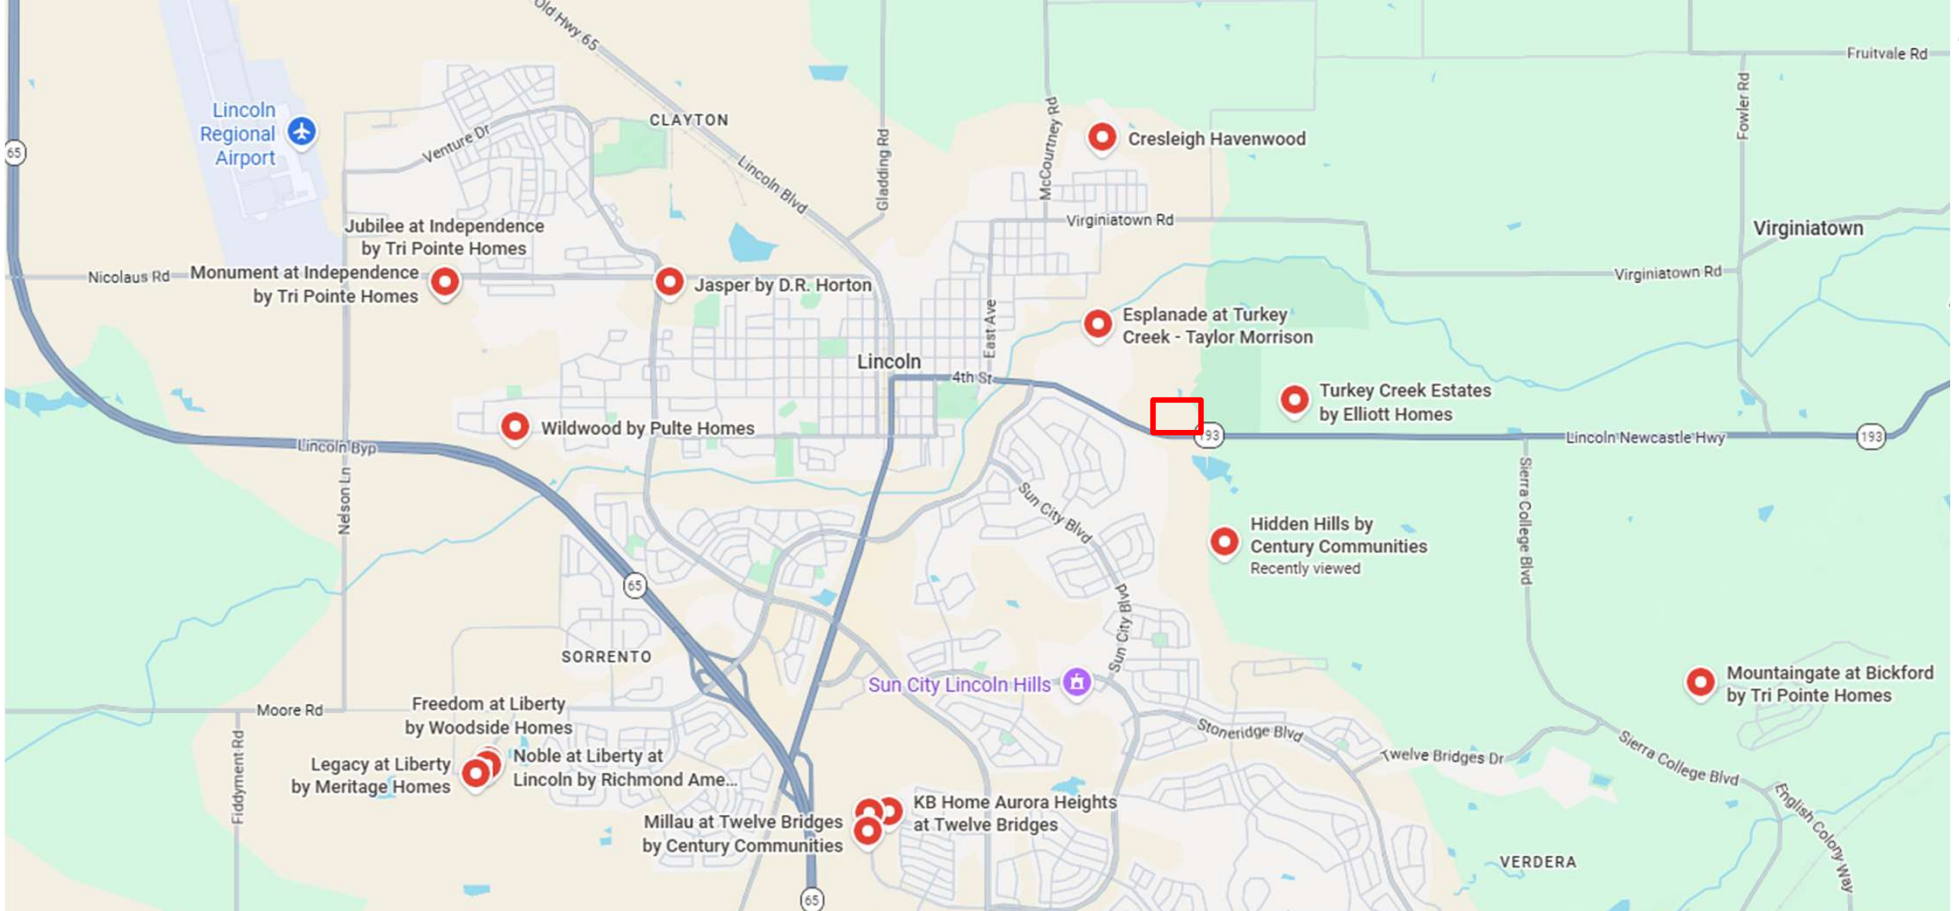 Old Hwy 65
Fruitvale Rd
Fowler Rd
Lincoln
Regional
Airport
CLAYTON
Venture Dr
Lincoln Blvd
Gladding Rd
McCourtney Rd
Cresleigh Havenwood
65
Virginiatown Rd
Virginiatown
Jubilee at Independence
by Tri Pointe Homes
Nicolaus Rd
Monument at Independence
by Tri Pointe Homes
Jasper by D.R. Horton
Virginiatown Rd
East Ave
Esplanade at Turkey
Creek - Taylor Morrison
Lincoln
4th St
Turkey Creek Estates
by Elliott Homes
Wildwood by Pulte Homes
193
Lincoln Newcastle Hwy
193
Lincoln Byp
Nelson Ln
Sun City Blvd
Sierra College Blvd
Hidden Hills by
Century Communities
Recently viewed
65
Sun City Blvd
SORRENTO
Sun City Lincoln Hills
Mountaingate at Bickford
by Tri Pointe Homes
Moore Rd
Freedom at Liberty
by Woodside Homes
Stoneridge Blvd
Twelve Bridges Dr
Sierra College Blvd
Fiddyment Rd
Legacy at Liberty
by Meritage Homes
Noble at Liberty at
Lincoln by Richmond Ame...
English Colony Way
KB Home Aurora Heights
at Twelve Bridges
Millau at Twelve Bridges
by Century Communities
VERDERA
65